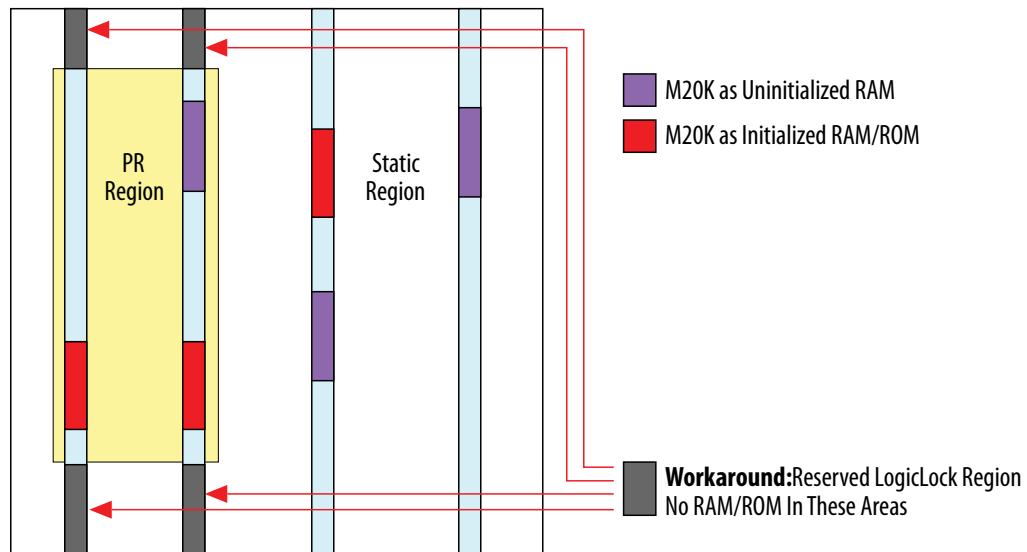 M20K as Uninitialized RAM
M20K as Initialized RAM/ROM
PR
Region
Static
Region
Workaround:Reserved LogicLock Region
No RAM/ROM In These Areas